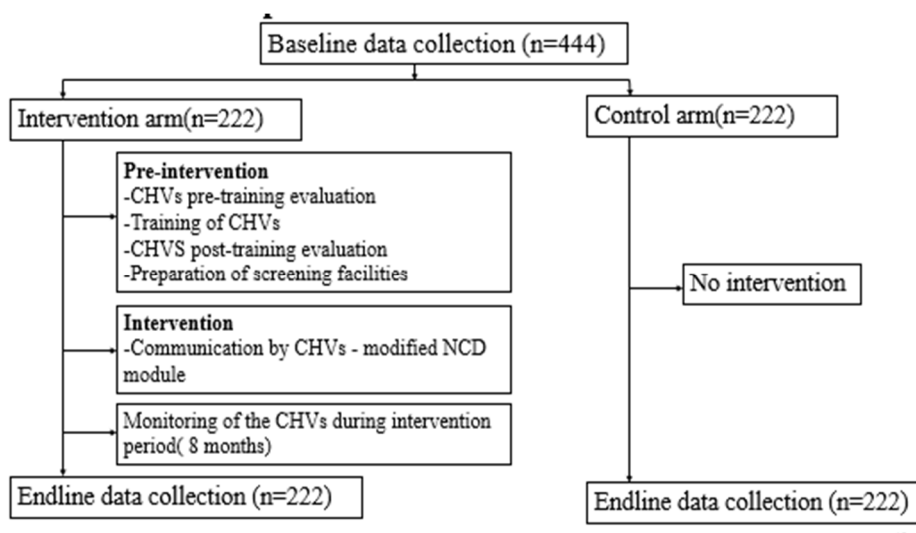 Baseline data collection (n=444)
Intervention arm(n=222)
Control arm(n=222)
Pre-intervention
-CHVs pre-training evaluation
-Training of CHVs
-CHVS post-training evaluation
-Preparation of screening facilities
No intervention
Intervention
-Communication by CHVs - modified NCD
module
Monitoring of the CHVs during intervention
period( 8 months)
Endline data collection (n=222)
Endline data collection (n=222)